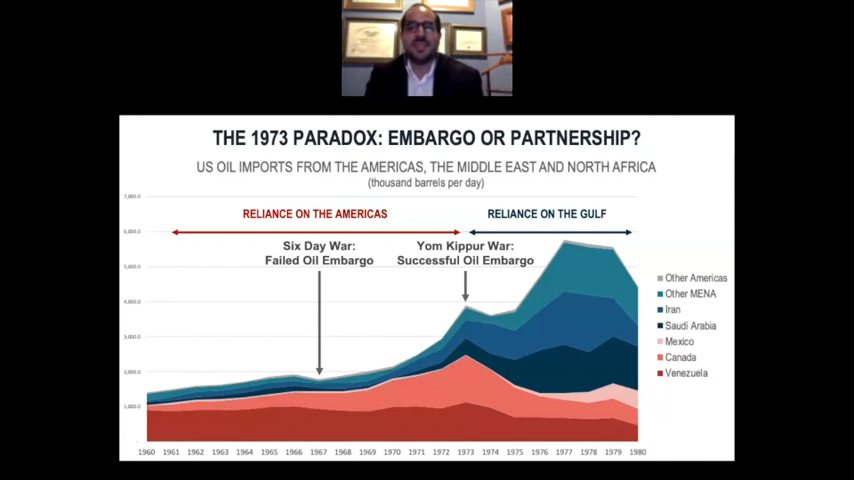 THE 1973 PARADOX: EMBARGO OR PARTNERSHIP?
US OIL IMPORTS FROM THE AMERICAS, THE MIDDLE EAST AND NORTH AFRICA
(thousand barrels per day)
7,000.0
6,000.0
5,000.0
4,000.0
3,000.0
2,000.0
1,000.0
-
RELIANCE ON THE AMERICAS
RELIANCE ON THE GULF
Six Day War:
Failed Oil Embargo
Yom Kippur War:
Successful Oil Embargo
Other Americas
Other MENA
Iran
Saudi Arabia
Mexico
Canada
Venezuela
1960 1961 1962 1963 1964 1965 1966 1967 1968 1969 1970 1971 1972 1973 1974 1975 1976 1977 1978 1979 1980